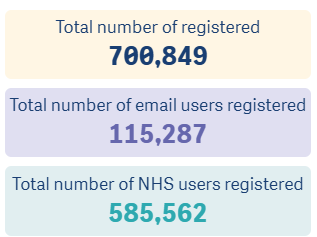 Total number of registered
700,849
Total number of email users registered
115,287
Total number of NHS users registered
585,562